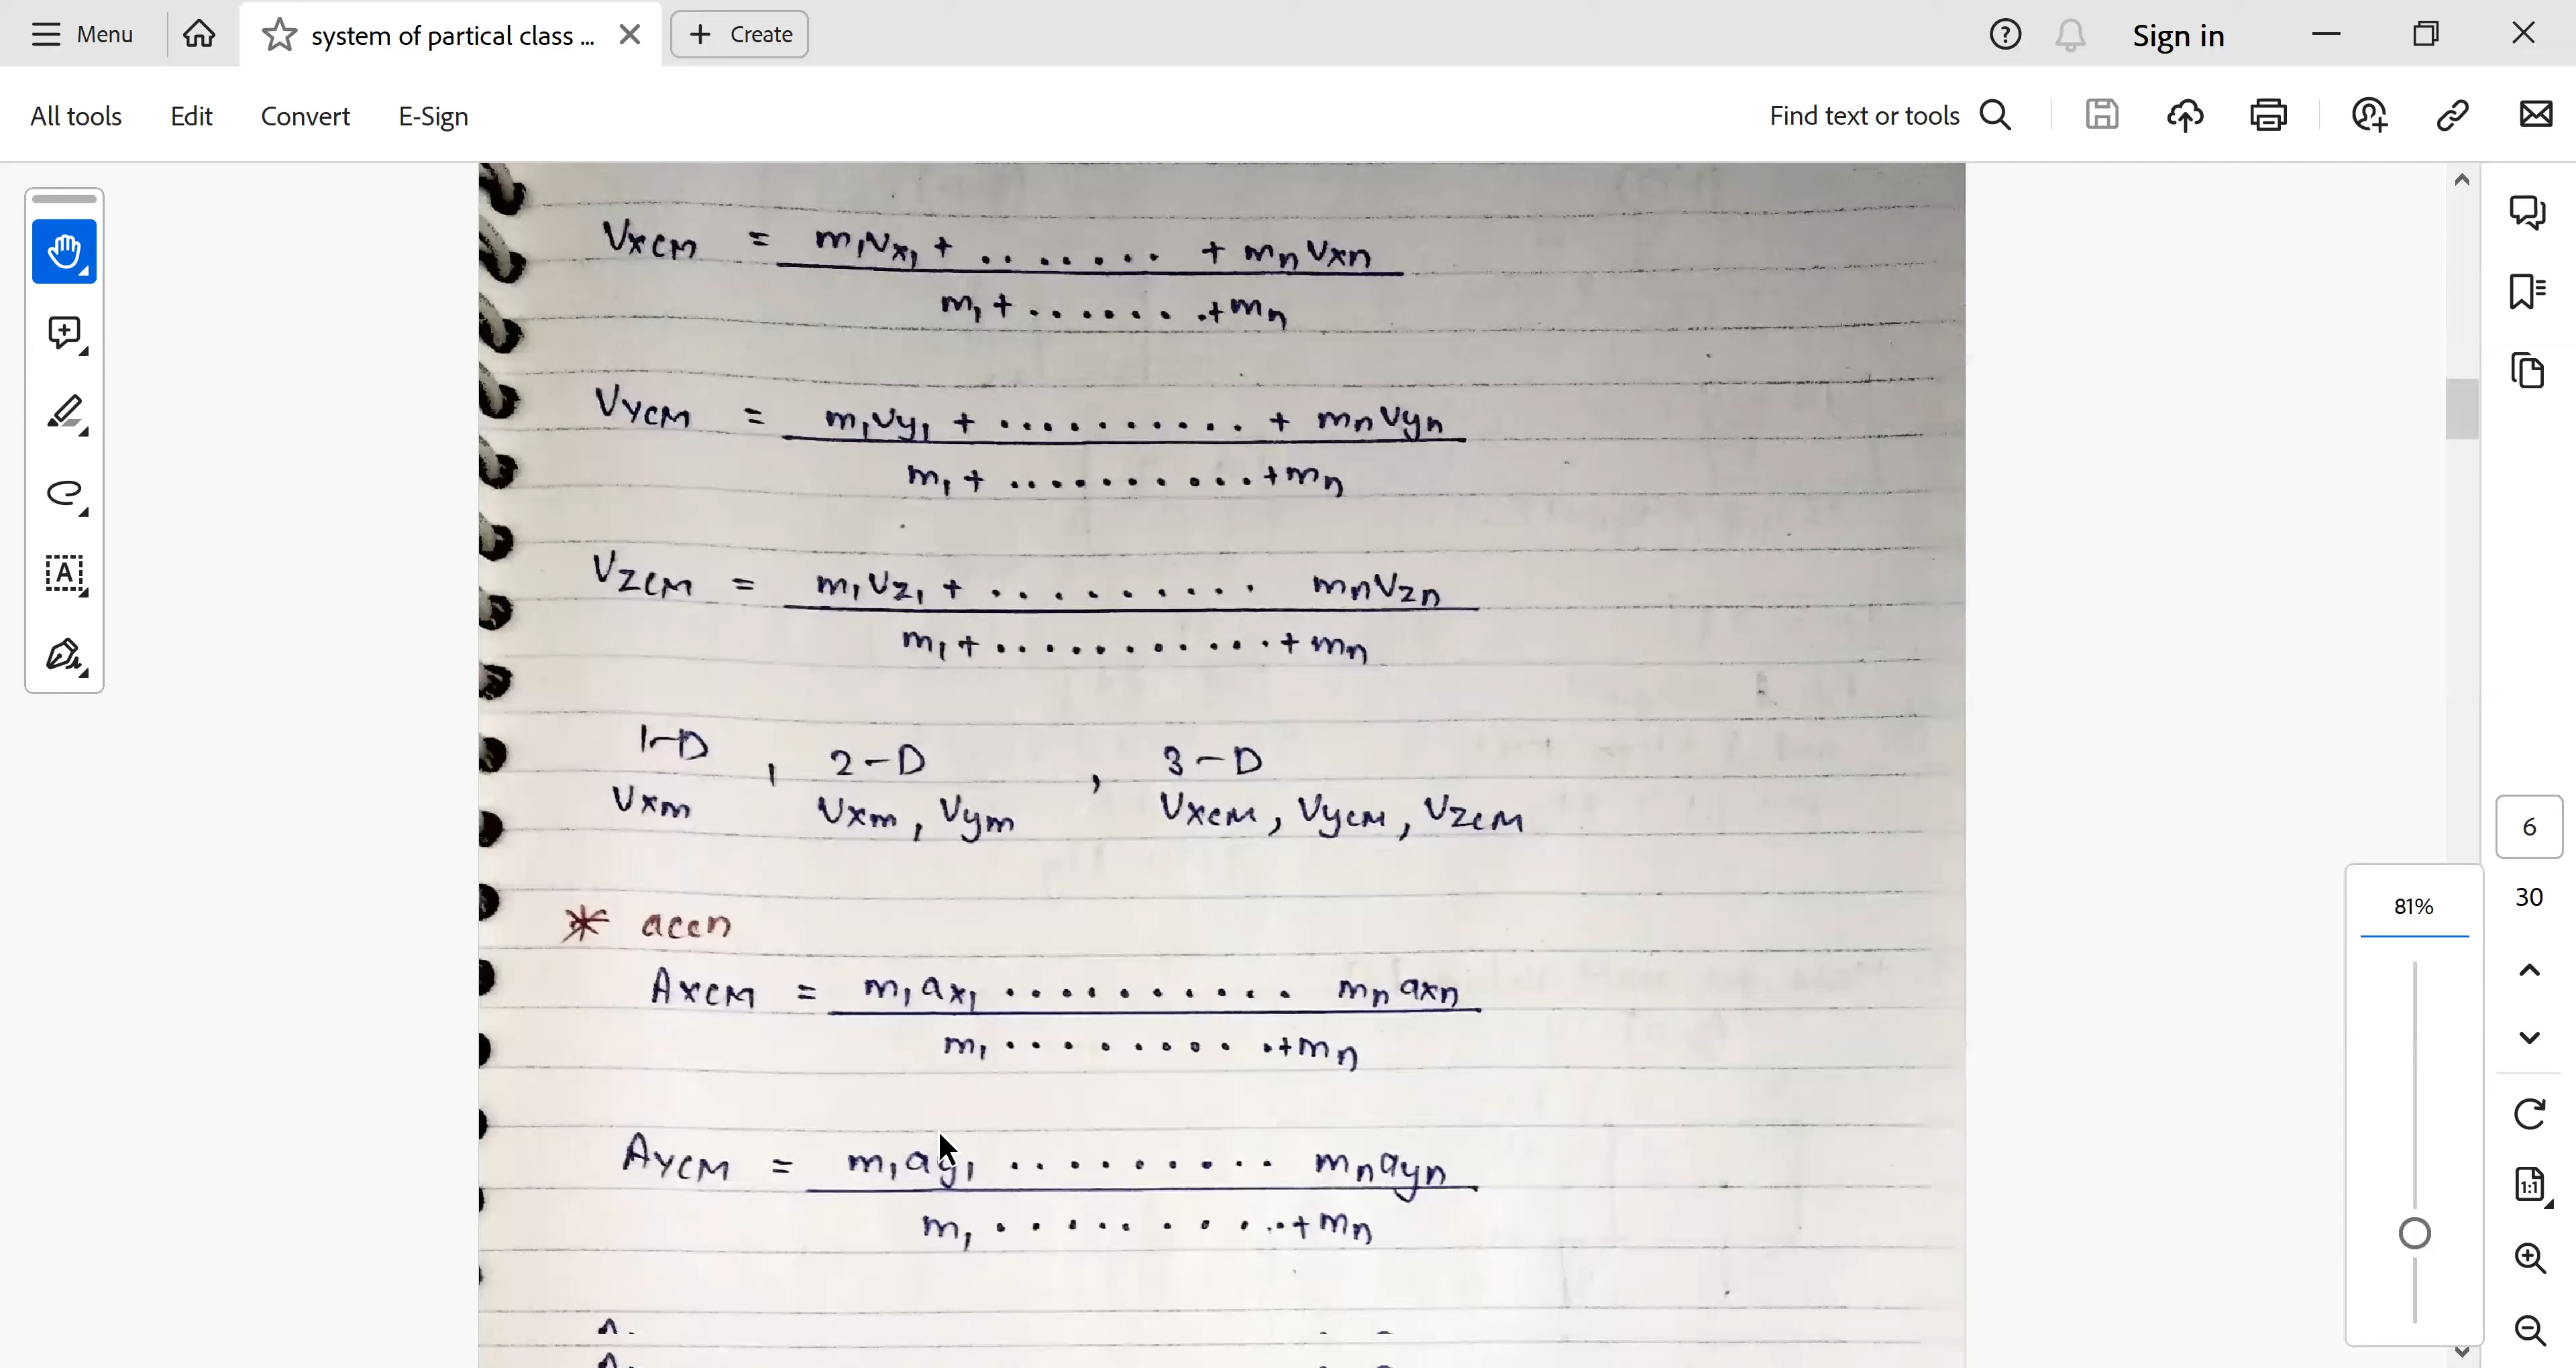 Menu
system of partical class ...
Create
Sign in
All tools
Edit
Convert
E-Sign
Find text or tools
Vxcm = m1vx1 + ........ + mnvxn
m1 + ....... + mn
Vycm = m1vy1 + .......... + mnvyn
m1 + .......... + mn
Vzcm = m1vz1 + ......... mnvzn
m1 + ........... + mn
1-D , 2-D , 3-D
Vxm Vxm, Vym Vxcm, Vycm, Vzcm
* accn
Axcm = m1ax1 .......... mnaxn
m1 ......... + mn
Aycm = m1ay1 ......... mnayn
m1 .......... + mn
6
30
81%
1:1